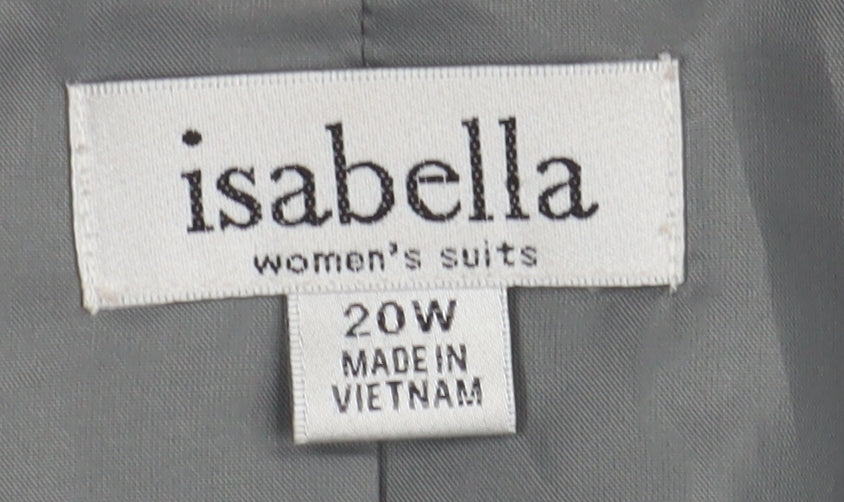 isabella
women's suits
20W
MADE IN
VIETNAM